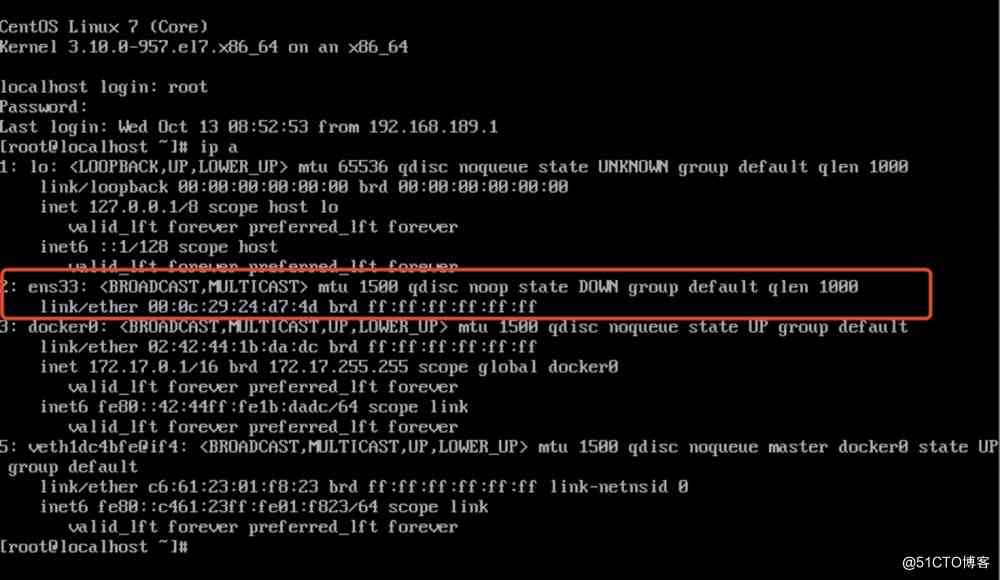 CentOS Linux 7 (Core)
Kernel 3.10.0-957.el7.x86_64 on an x86_64
localhost login: root
Password:
Last login: Wed Oct 13 08:52:53 from 192.168.189.1
[root@localhost ~]# ip a
1: lo: <LOOPBACK,UP,LOWER_UP> mtu 65536 qdisc noqueue state UNKNOWN group default qlen 1000
link/loopback 00:00:00:00:00:00 brd 00:00:00:00:00:00
inet 127.0.0.1/8 scope host lo
valid_lft forever preferred_lft forever
inet6 ::1/128 scope host
valid_lft forever preferred_lft forever
2: ens33: <BROADCAST,MULTICAST> mtu 1500 qdisc noop state DOWN group default qlen 1000
link/ether 00:0c:29:24:d7:4d brd ff:ff:ff:ff:ff:ff
3: docker0: <BROADCAST,MULTICAST,UP,LOWER_UP> mtu 1500 qdisc noqueue state UP group default
link/ether 02:42:44:1b:da:dc brd ff:ff:ff:ff:ff:ff
inet 172.17.0.1/16 brd 172.17.255.255 scope global docker0
valid_lft forever preferred_lft forever
inet6 fe80::42:44ff:fe1b:dadc/64 scope link
valid_lft forever preferred_lft forever
5: veth1dc4bfe@if4: <BROADCAST,MULTICAST,UP,LOWER_UP> mtu 1500 qdisc noqueue master docker0 state UP
group default
link/ether c6:61:23:01:f8:23 brd ff:ff:ff:ff:ff:ff link-netnsid 0
inet6 fe80::c461:23ff:fe01:f823/64 scope link
valid_lft forever preferred_lft forever
[root@localhost ~]#
@51CTO博客